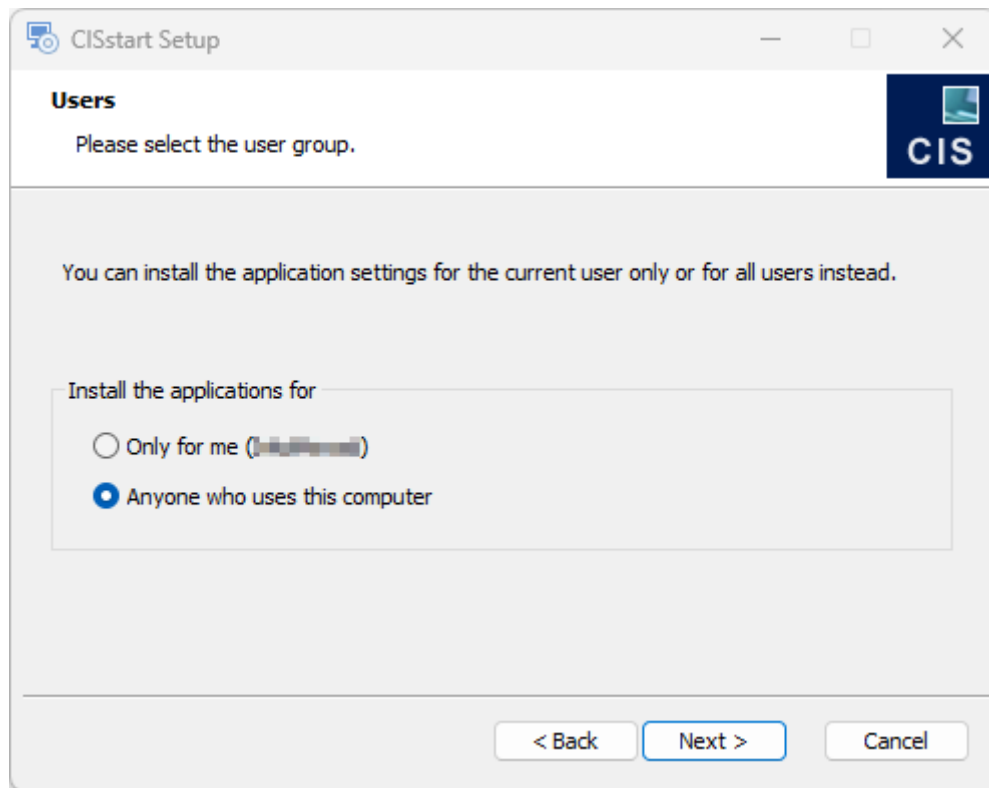 CISstart Setup
Users
Please select the user group.
CIS
You can install the application settings for the current user only or for all users instead.
Install the applications for
Only for me ()
Anyone who uses this computer
< Back
Next >
Cancel